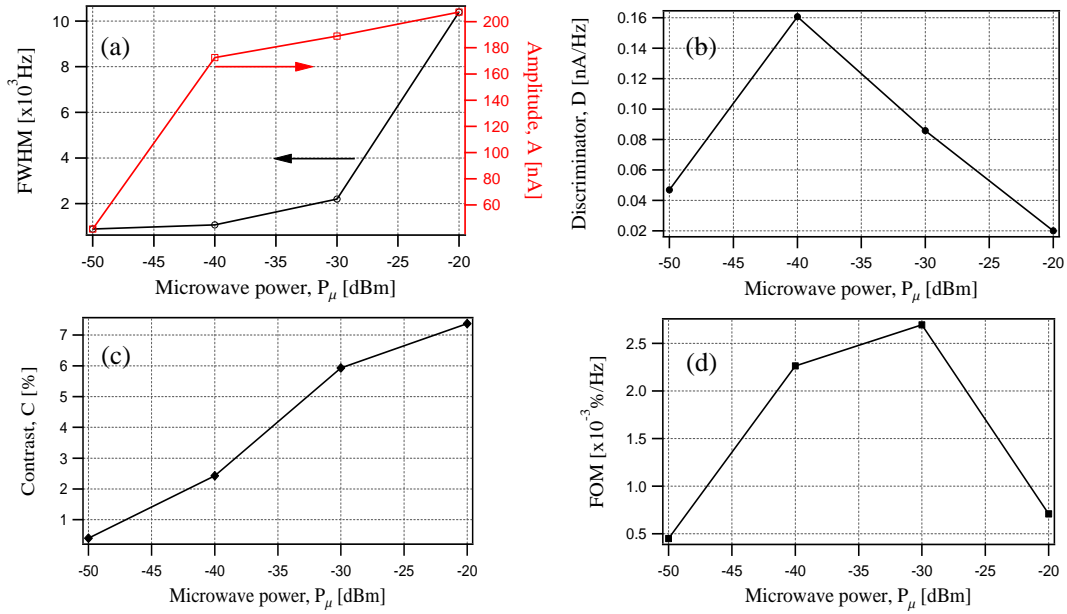 (a)
FWHM [x10³Hz]
10
8
6
4
2
200
180
160
140
120
100
80
60
Amplitude, A [nA]
-50 -45 -40 -35 -30 -25 -20
Microwave power, Pμ [dBm]
(b)
Discriminator, D [nA/Hz]
0.16
0.14
0.12
0.10
0.08
0.06
0.04
0.02
-50 -45 -40 -35 -30 -25 -20
Microwave power, Pμ [dBm]
(c)
Contrast, C [%]
7
6
5
4
3
2
1
-50 -45 -40 -35 -30 -25 -20
Microwave power, Pμ [dBm]
(d)
FOM [x10⁻³%/Hz]
2.5
2.0
1.5
1.0
0.5
-50 -45 -40 -35 -30 -25 -20
Microwave power, Pμ [dBm]